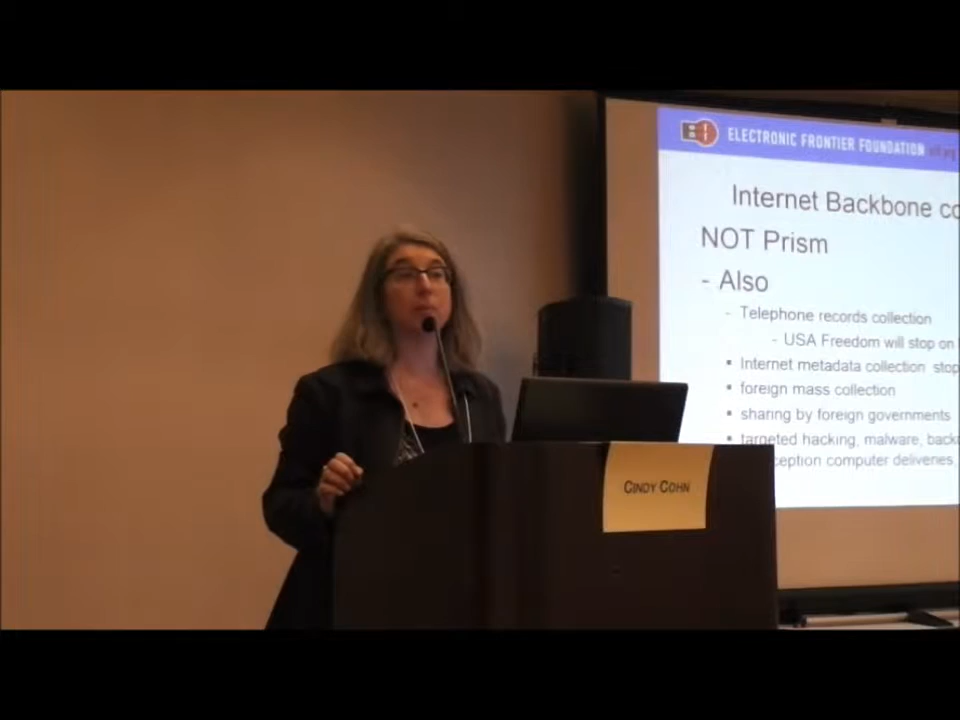 ELECTRONIC FRONTIER FOUNDATION
Internet Backbone
NOT Prism
- Also
- Telephone records collection
- USA Freedom will stop on
▪ Internet metadata collection
▪ foreign mass collection
▪ sharing by foreign governments
▪ targeted hacking, malware,
computer deliveries,
CINDY COHN